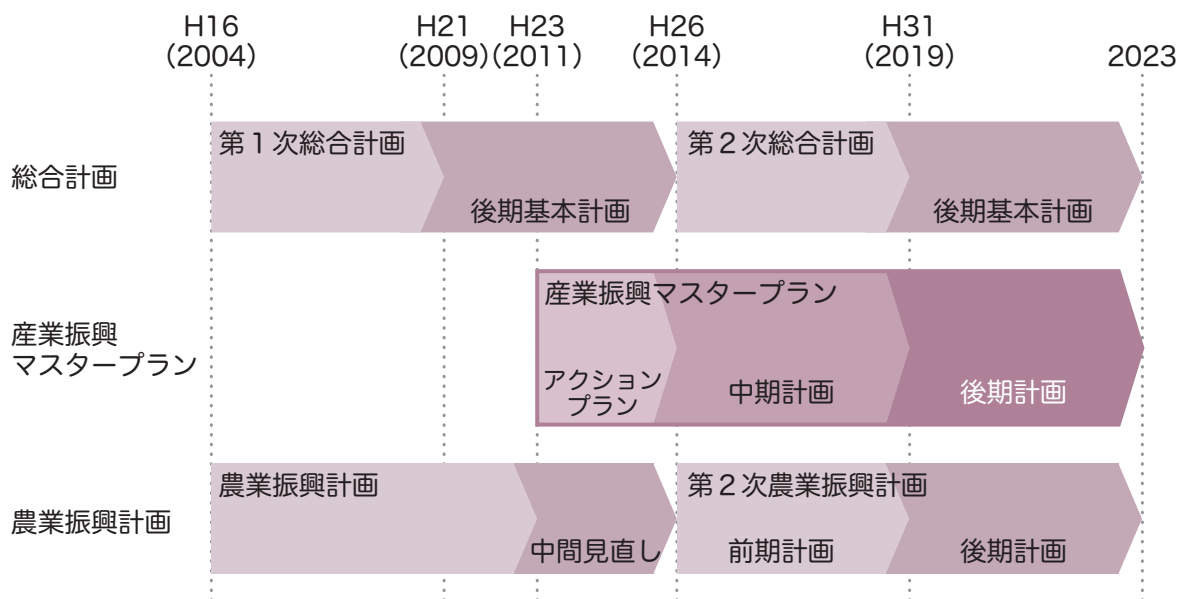 H16 H21 H23 H26 H31
(2004) (2009)(2011) (2014) (2019) 2023
総合計画
第1次総合計画
後期基本計画
第2次総合計画
後期基本計画
産業振興
マスタープラン
産業振興マスタープラン
アクション
プラン
中期計画
後期計画
農業振興計画
農業振興計画
中間見直し
第2次農業振興計画
前期計画
後期計画